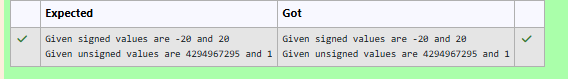 Expected Got
Given signed values are -20 and 20 Given signed values are -20 and 20
Given unsigned values are 4294967295 and 1 Given unsigned values are 4294967295 and 1